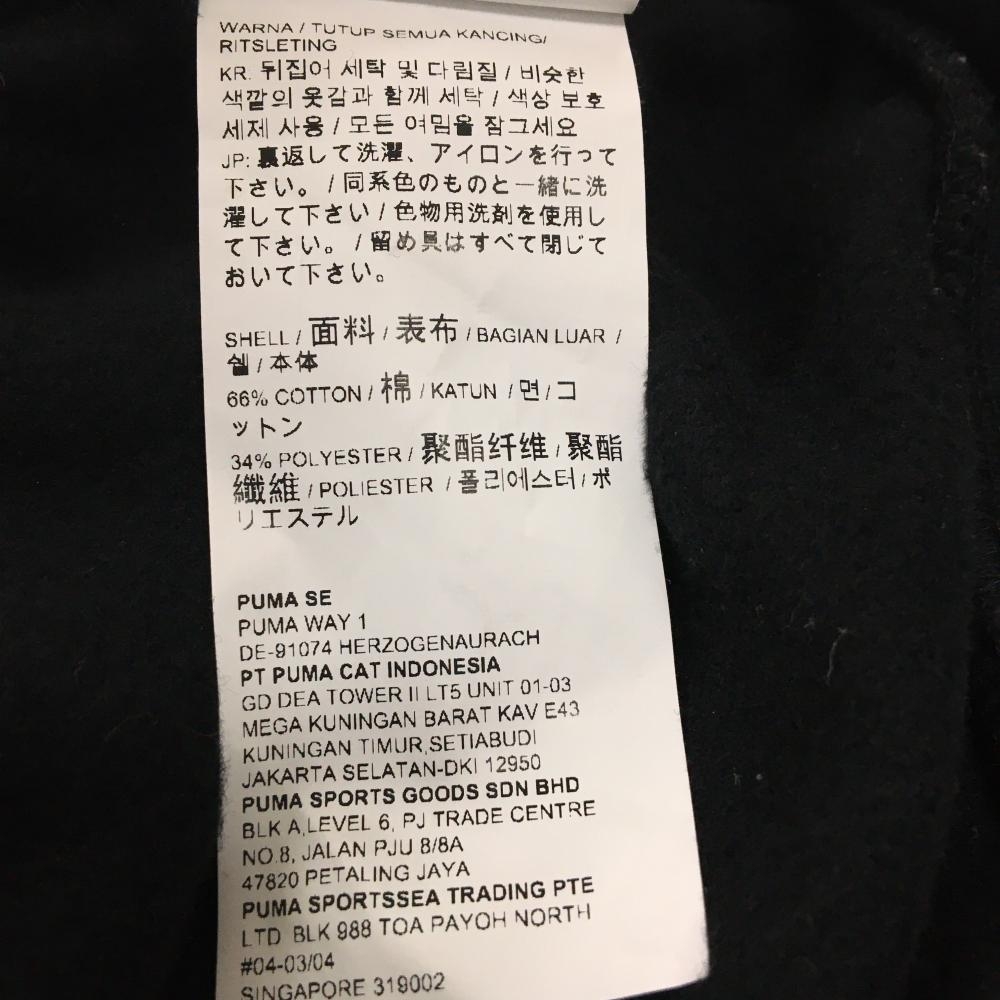 WARNA / TUTUP SEMUA KANCING/
RITSLETING
KR. 뒤집어 세탁 및 다림질 / 비슷한
색깔의 옷감과 함께 세탁 / 색상 보호
세제 사용 / 모든 여밈을 잠그세요
JP: 裏返して洗濯、アイロンを行って
下さい。 / 同系色のものと一緒に洗
濯して下さい / 色物用洗剤を使用し
て下さい。 / 留め具はすべて閉じて
おいて下さい。
SHELL / 面料 / 表布 / BAGIAN LUAR /
쉘 / 本体
66% COTTON / 棉 / KATUN / 면 / コ
ットン
34% POLYESTER / 聚酯纤维 / 聚酯
纖維 / POLIESTER / 폴리에스터 / ポ
リエステル
PUMA SE
PUMA WAY 1
DE-91074 HERZOGENAURACH
PT PUMA CAT INDONESIA
GD DEA TOWER II LT5 UNIT 01-03
MEGA KUNINGAN BARAT KAV E43
KUNINGAN TIMUR,SETIABUDI
JAKARTA SELATAN-DKI 12950
PUMA SPORTS GOODS SDN BHD
BLK A,LEVEL 6, PJ TRADE CENTRE
NO.8, JALAN PJU 8/8A
47820 PETALING JAYA
PUMA SPORTSSEA TRADING PTE
LTD BLK 988 TOA PAYOH NORTH
#04-03/04
SINGAPORE 319002